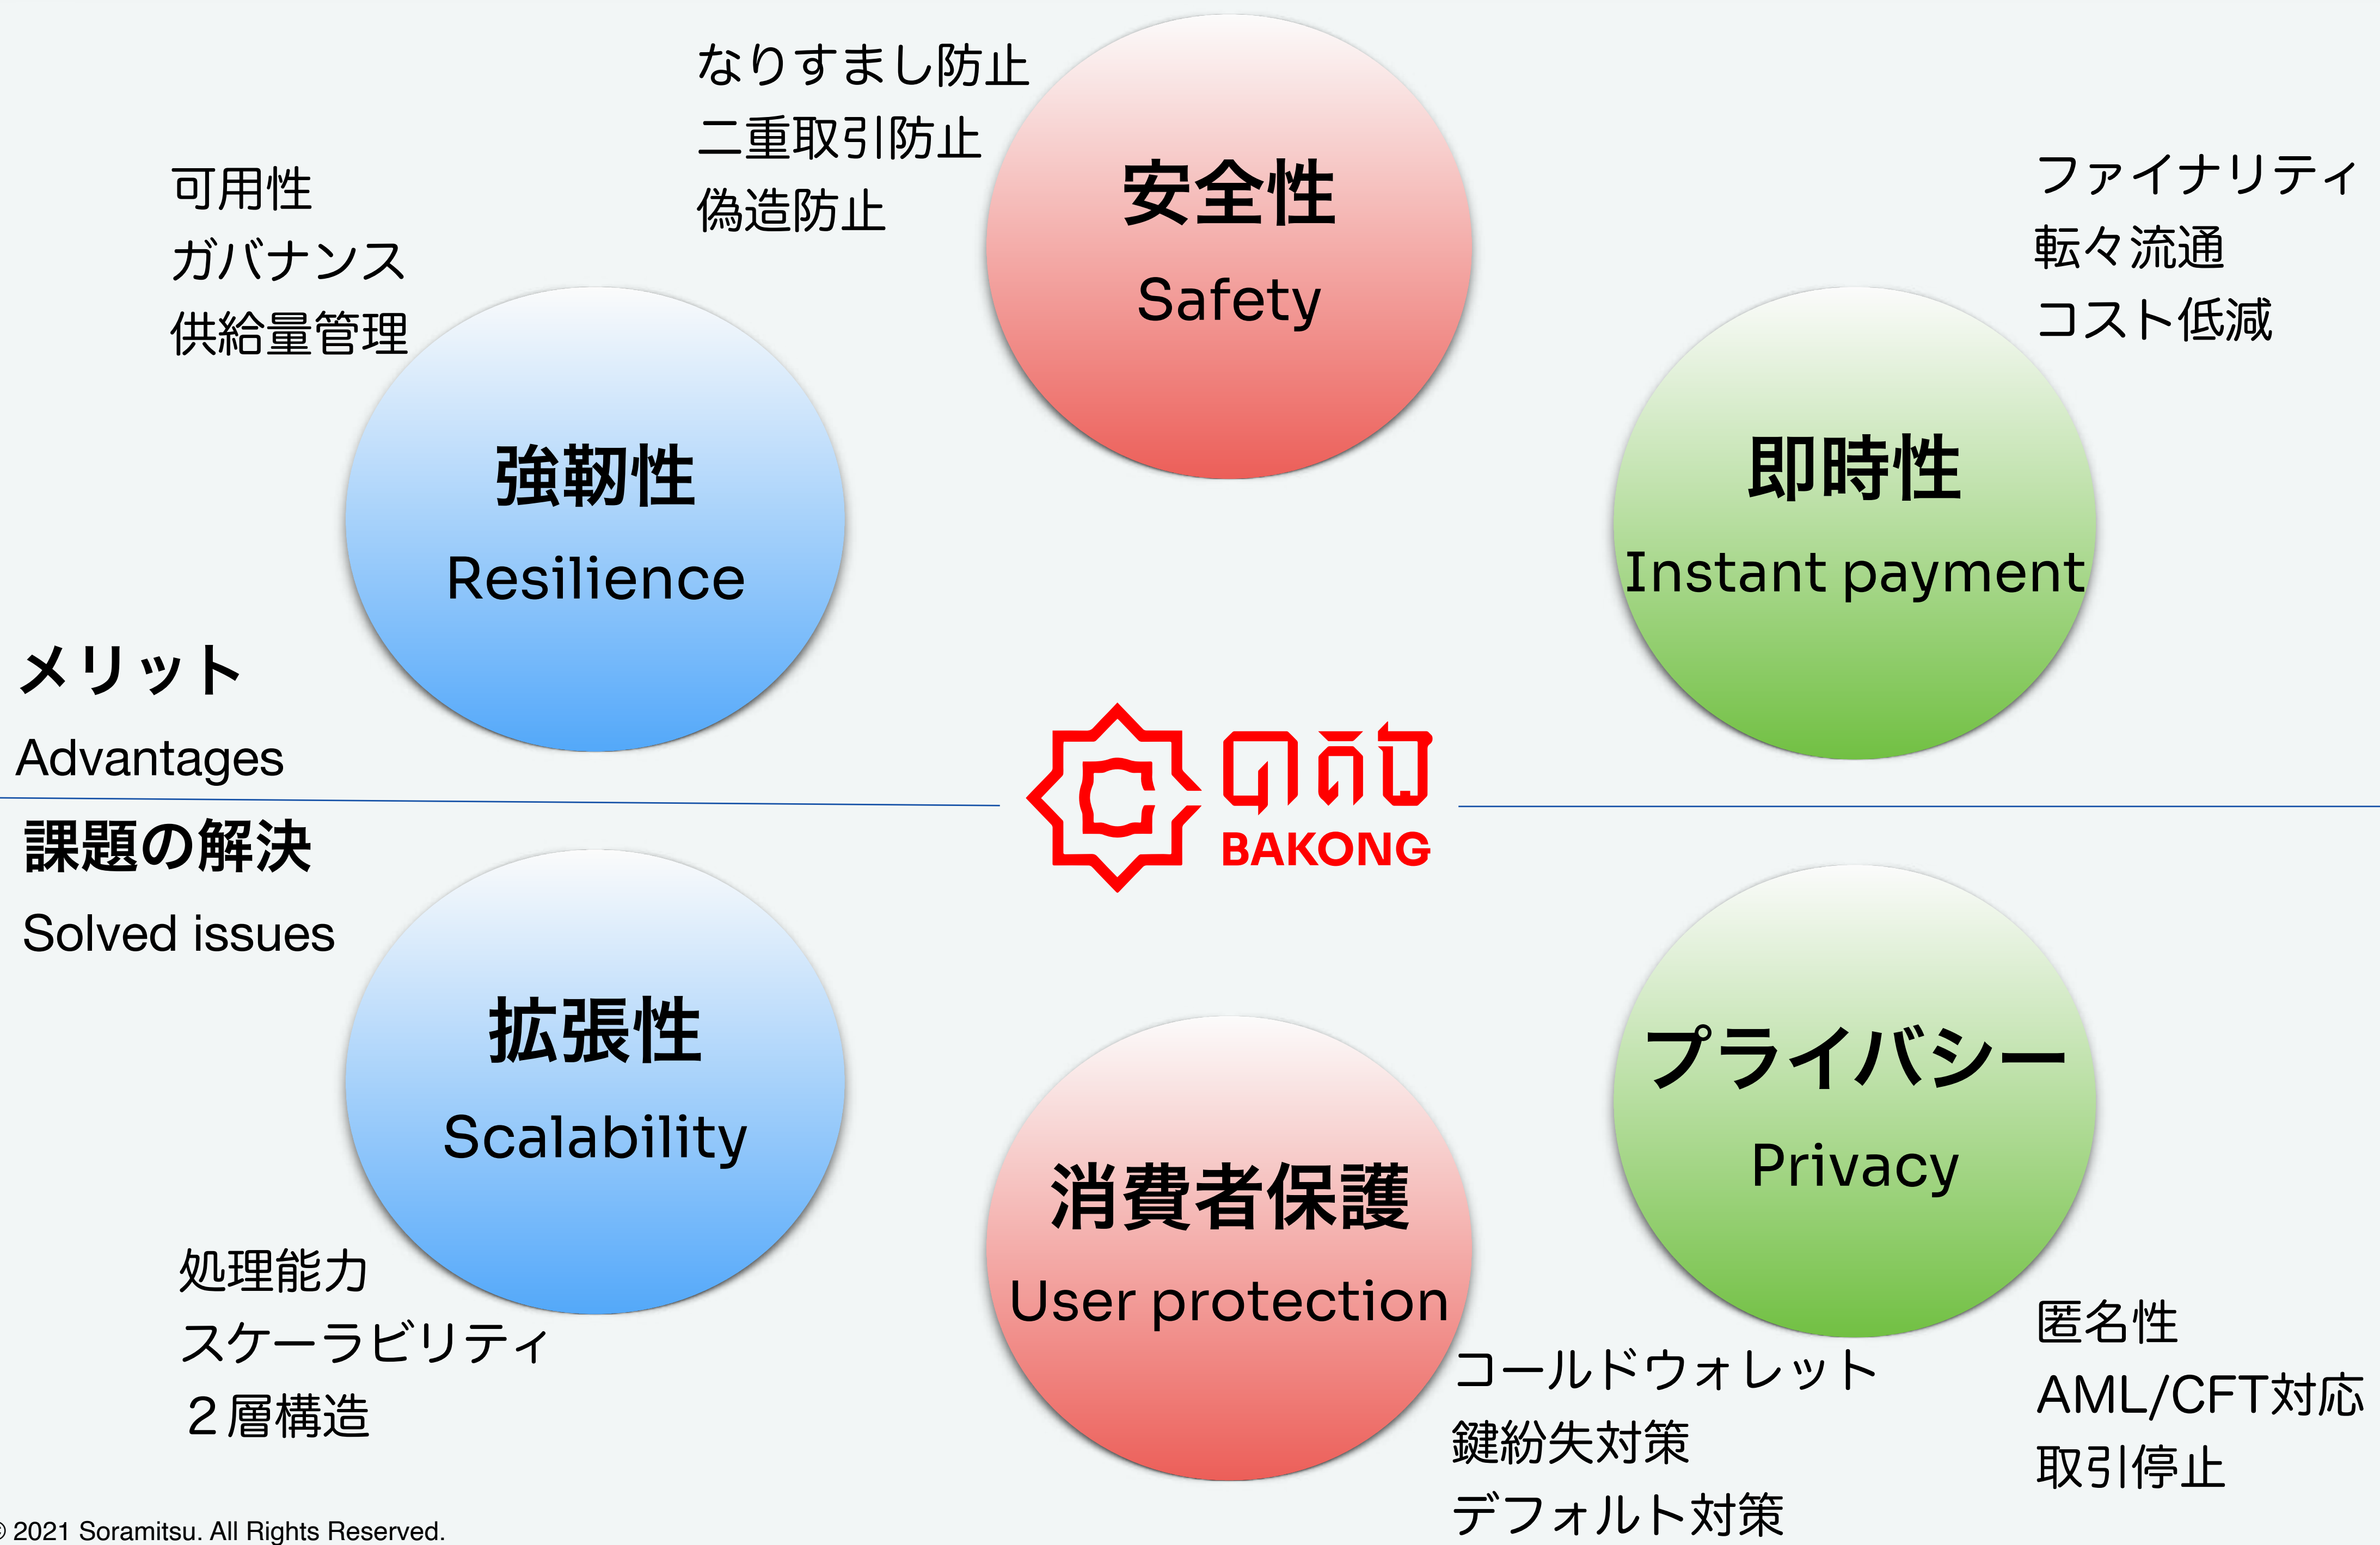 なりすまし防止
二重取引防止
偽造防止
安全性
Safety
可用性
ガバナンス
供給量管理
強靭性
Resilience
ファイナリティ
転々流通
コスト低減
即時性
Instant payment
メリット
Advantages
បាគង
BAKONG
課題の解決
Solved issues
拡張性
Scalability
処理能力
スケーラビリティ
２層構造
消費者保護
User protection
コールドウォレット
鍵紛失対策
デフォルト対策
プライバシー
Privacy
匿名性
AML/CFT対応
取引停止
© 2021 Soramitsu. All Rights Reserved.